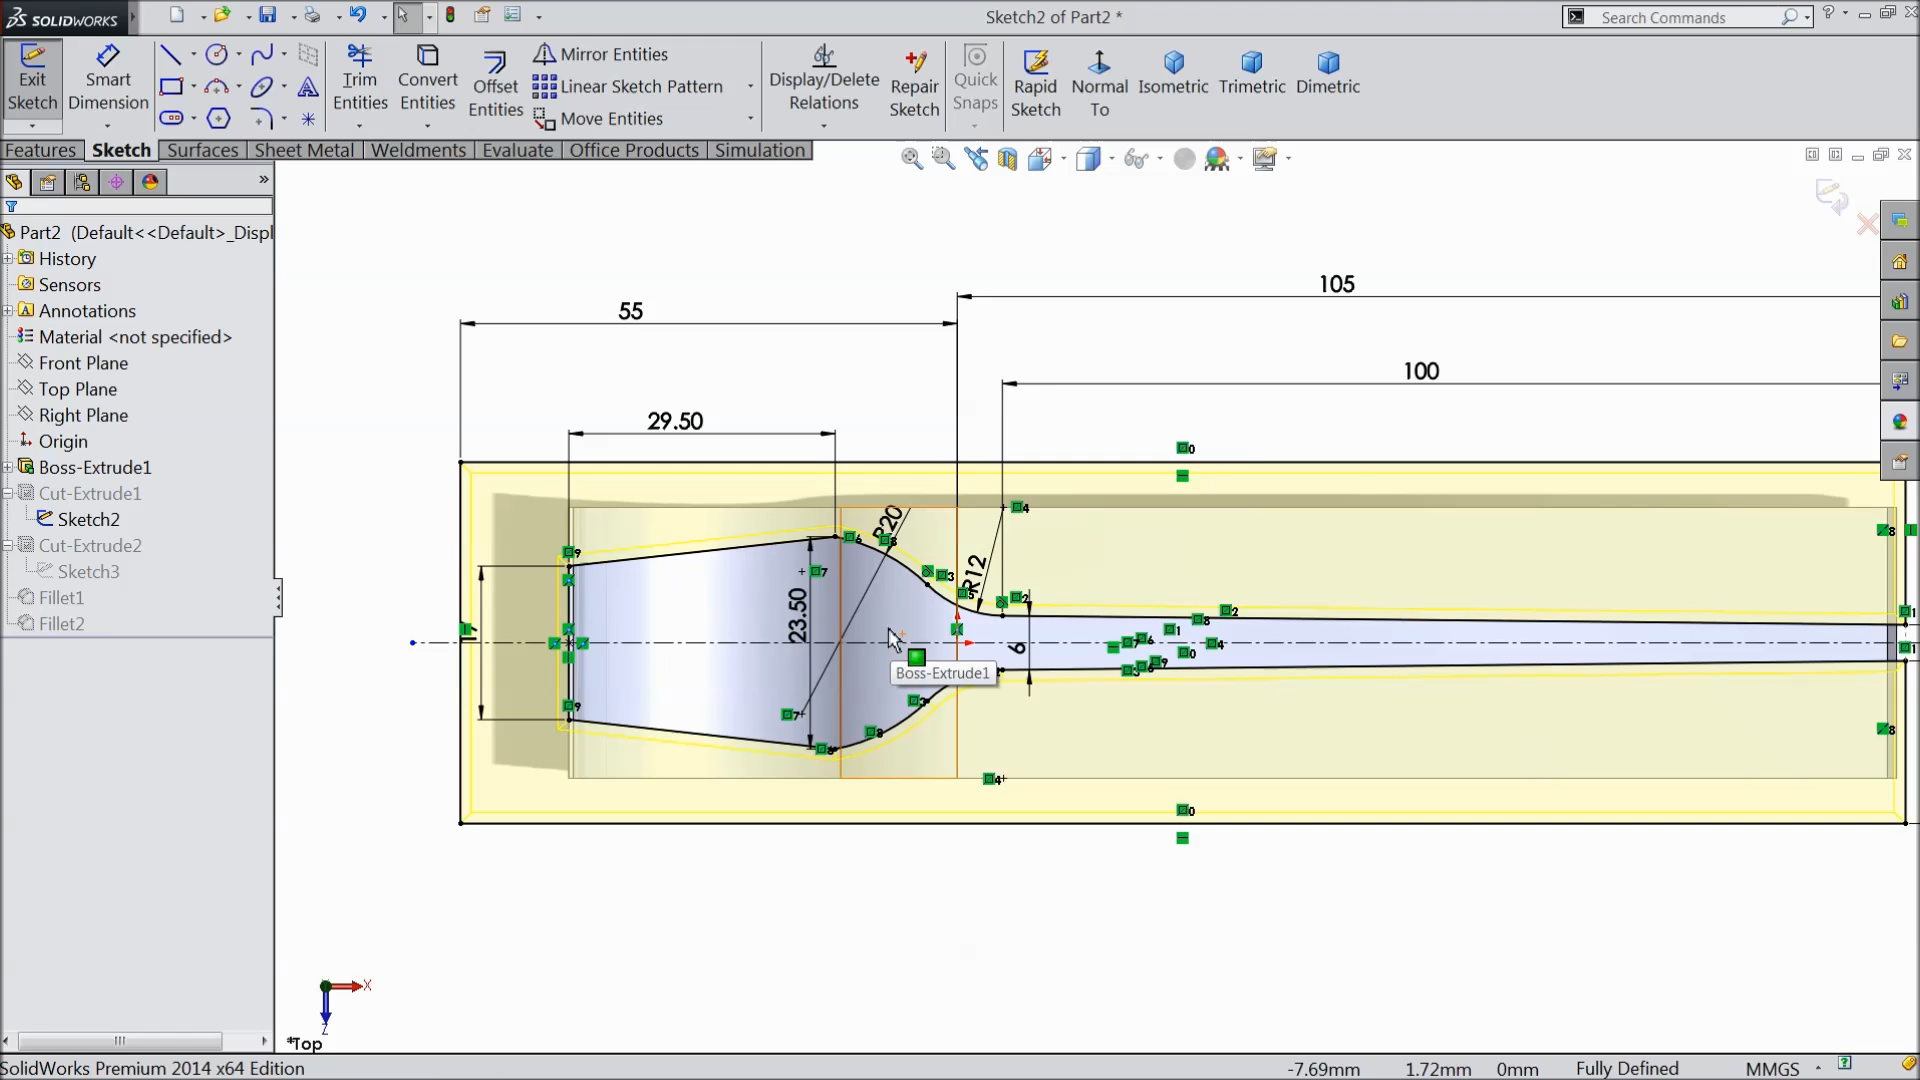 SOLIDWORKS
Sketch2 of Part2 *
Search Commands
Exit Sketch
Smart Dimension
Trim Entities
Convert Entities
Offset Entities
Mirror Entities
Linear Sketch Pattern
Move Entities
Display/Delete Relations
Repair Sketch
Quick Snaps
Rapid Sketch
Normal To
Isometric
Trimetric
Dimetric
Features
Sketch
Surfaces
Sheet Metal
Weldments
Evaluate
Office Products
Simulation
Part2 (Default<<Default>_Displ
History
Sensors
Annotations
Material <not specified>
Front Plane
Top Plane
Right Plane
Origin
Boss-Extrude1
Cut-Extrude1
Sketch2
Cut-Extrude2
Sketch3
Fillet1
Fillet2
105
55
100
29.50
R20
R12
23.50
6
Boss-Extrude1
X
Z
*Top
SolidWorks Premium 2014 x64 Edition
-7.69mm
1.72mm
0mm
Fully Defined
MMGS